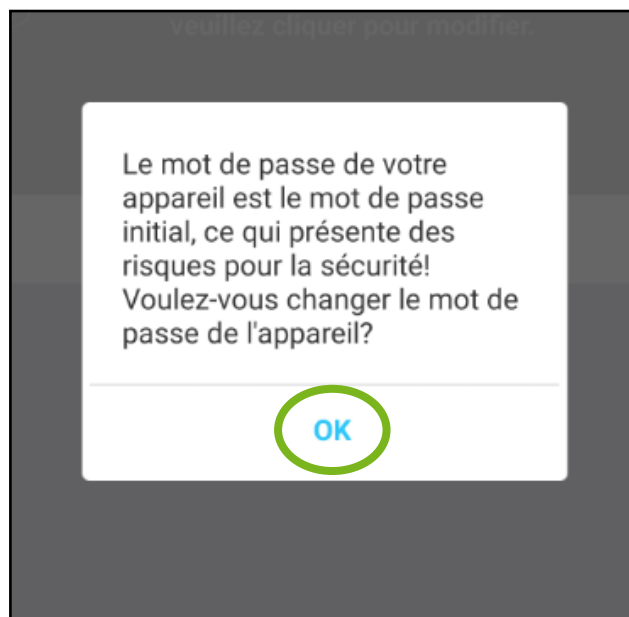 veuillez cliquer pour modifier.
Le mot de passe de votre
appareil est le mot de passe
initial, ce qui présente des
risques pour la sécurité!
Voulez-vous changer le mot de
passe de l'appareil?
OK